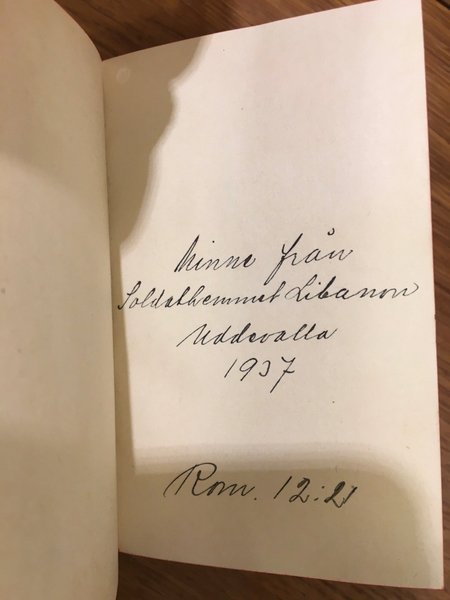 Minne från
Soldathemmet Libanon
Uddevalla
1937
Rom. 12:21